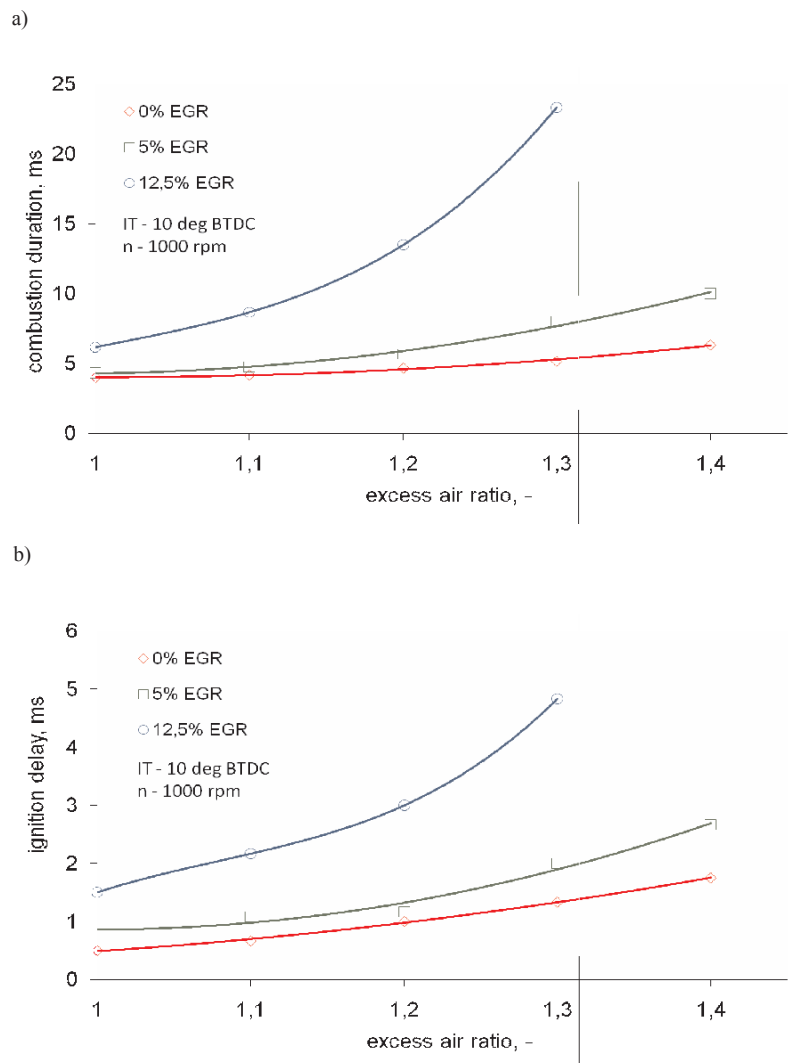 a)
25
20
15
10
5
0
combustion duration, ms
0% EGR
5% EGR
12,5% EGR
IT - 10 deg BTDC
n - 1000 rpm
1 1,1 1,2 1,3 1,4
excess air ratio, -
b)
6
5
4
3
2
1
0
ignition delay, ms
0% EGR
5% EGR
12,5% EGR
IT - 10 deg BTDC
n - 1000 rpm
1 1,1 1,2 1,3 1,4
excess air ratio, -